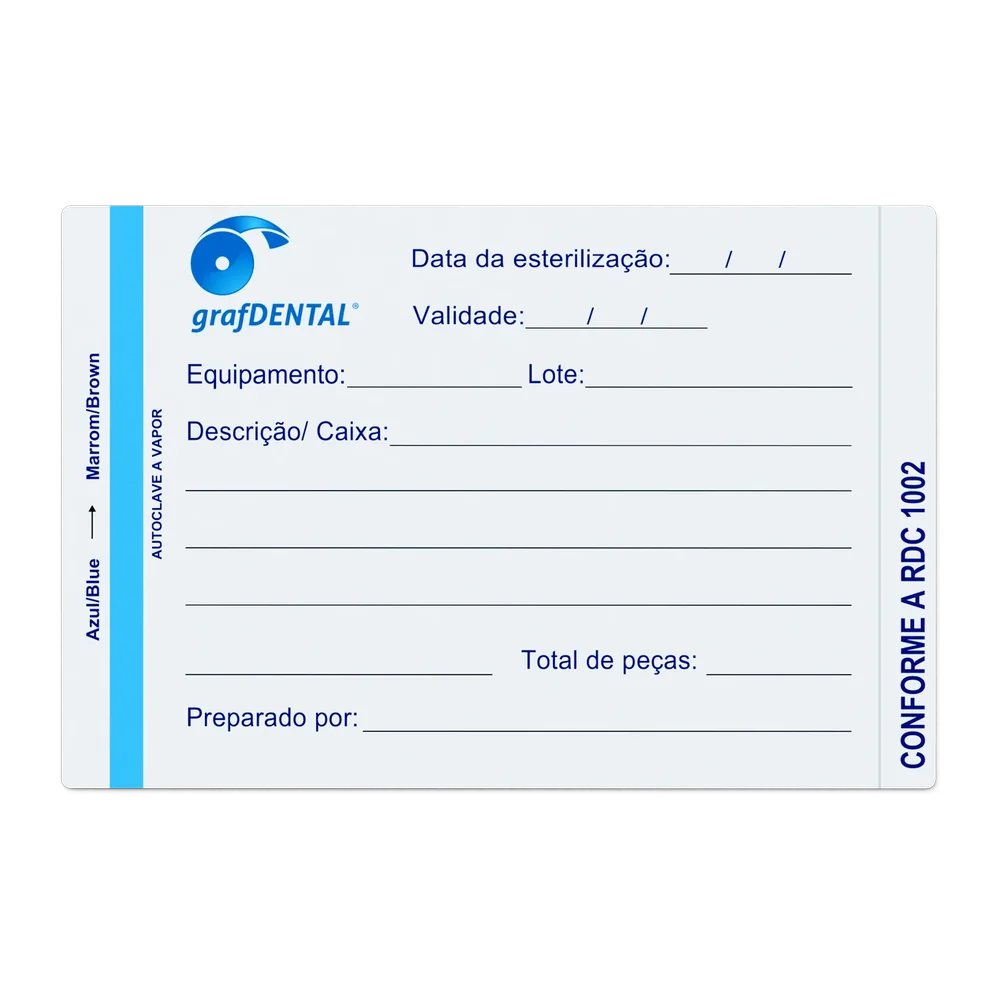 grafDENTAL®
Data da esterilização: / /
Validade: / /
Equipamento: Lote:
Descrição/ Caixa:
Total de peças:
Preparado por:
Azul/Blue → Marrom/Brown
AUTOCLAVE A VAPOR
CONFORME A RDC 1002